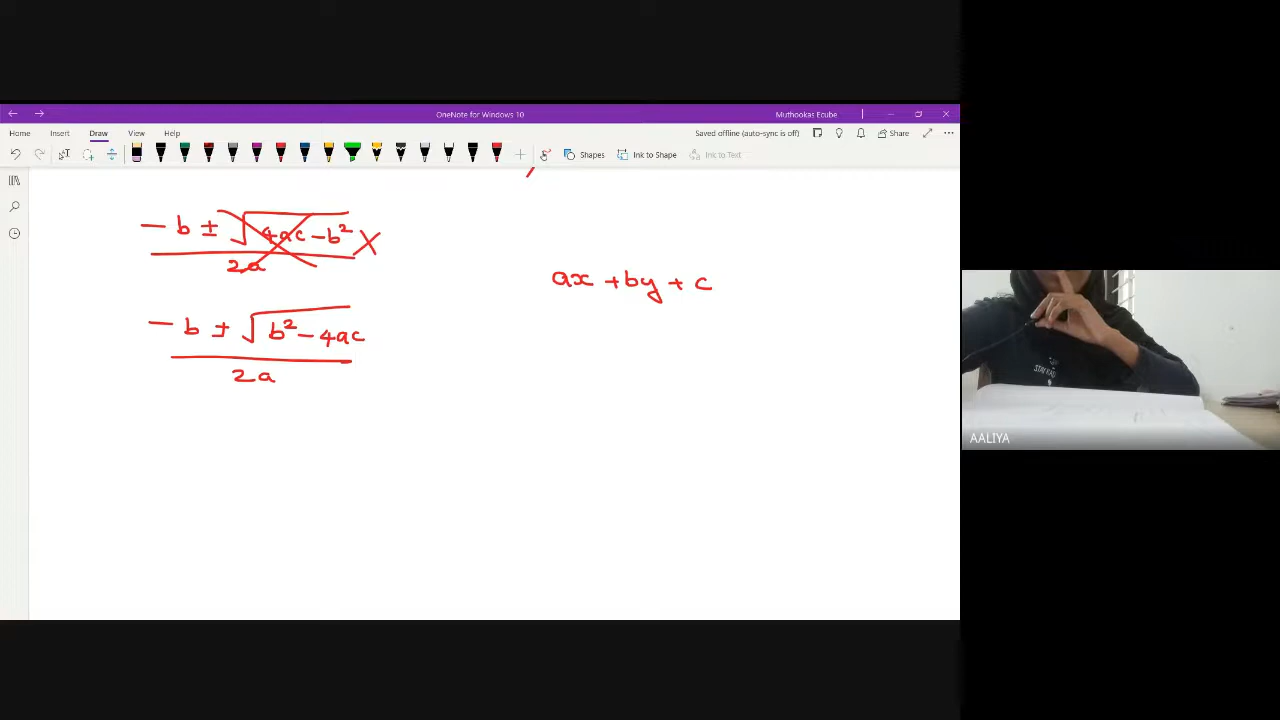 OneNote for Windows 10
Muthookas Ecube
Home Insert Draw View Help
Saved offline (auto-sync is off)
Share
Shapes
Ink to Shape
Ink to Text
− b ± √4ac − b² X
2a
ax + by + c
− b ± √b² − 4ac
2a
AALIYA